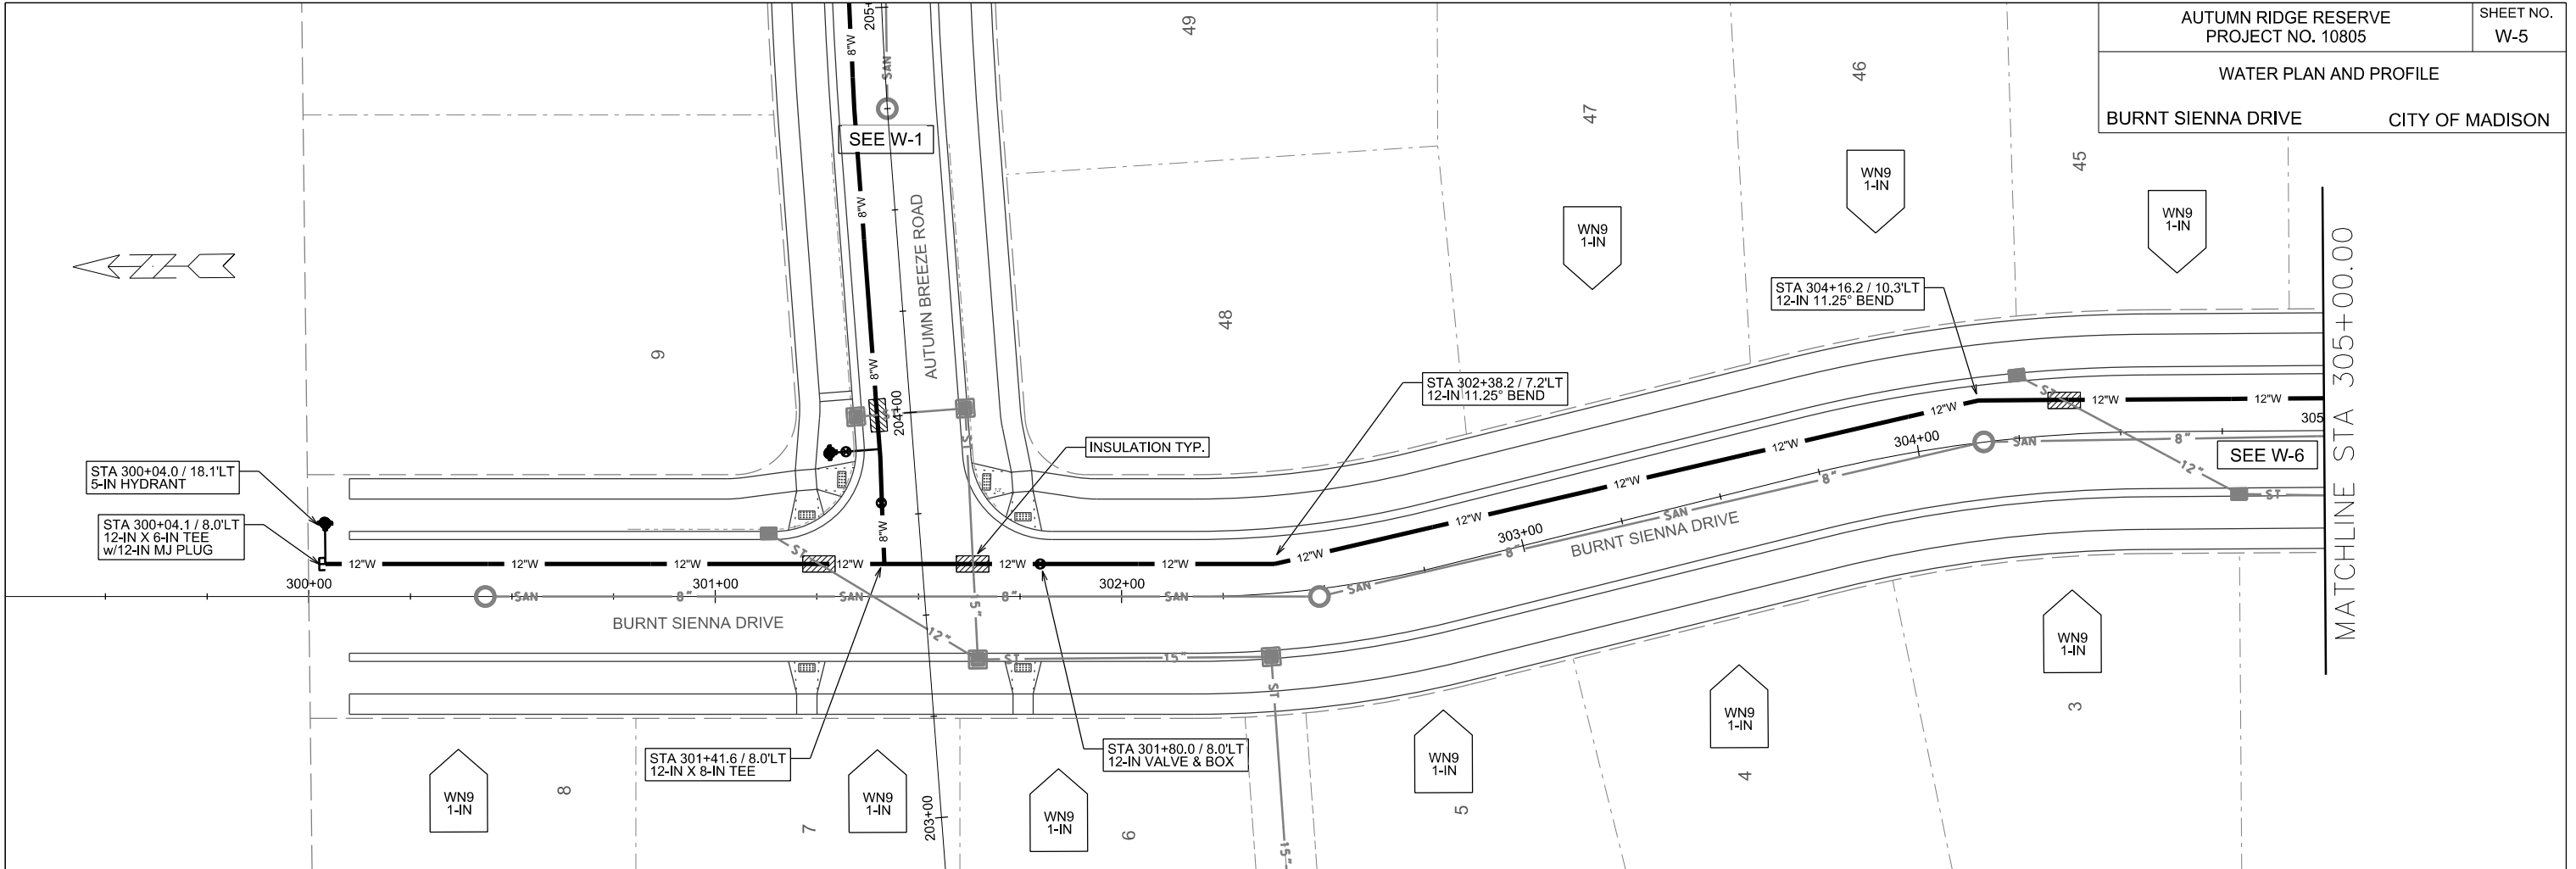 AUTUMN RIDGE RESERVE
PROJECT NO. 10805
SHEET NO.
W-5
WATER PLAN AND PROFILE
BURNT SIENNA DRIVE
CITY OF MADISON
205+
8"W
SAN
SEE W-1
8"W
AUTUMN BREEZE ROAD
8"W
204+00
ST
8"W
203+00
49
48
47
46
45
9
WN9
1-IN
WN9
1-IN
WN9
1-IN
STA 304+16.2 / 10.3'LT
12-IN 11.25° BEND
STA 302+38.2 / 7.2'LT
12-IN 11.25° BEND
INSULATION TYP.
STA 300+04.0 / 18.1'LT
5-IN HYDRANT
STA 300+04.1 / 8.0'LT
12-IN X 6-IN TEE
w/12-IN MJ PLUG
12"W 12"W 12"W 12"W 12"W 12"W 12"W 12"W 12"W 12"W 12"W 12"W 12"W
300+00 301+00 302+00 303+00 304+00 305
SAN 8" SAN 8" SAN SAN 8" SAN 8" SAN 8"
ST
12"
15"
ST
15"
ST
15"
ST
12"
ST
BURNT SIENNA DRIVE
BURNT SIENNA DRIVE
SEE W-6
MATCHLINE STA 305+00.00
STA 301+41.6 / 8.0'LT
12-IN X 8-IN TEE
STA 301+80.0 / 8.0'LT
12-IN VALVE & BOX
WN9
1-IN
8
7
WN9
1-IN
WN9
1-IN
6
WN9
1-IN
5
WN9
1-IN
4
WN9
1-IN
3